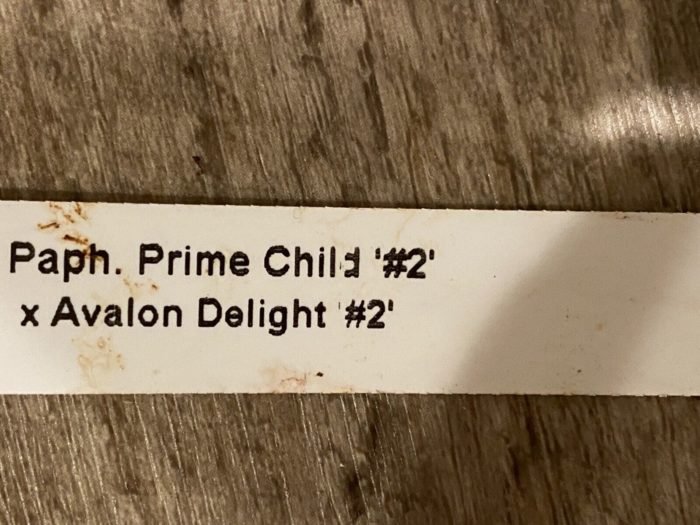 Paph. Prime Child '#2'
x Avalon Delight '#2'